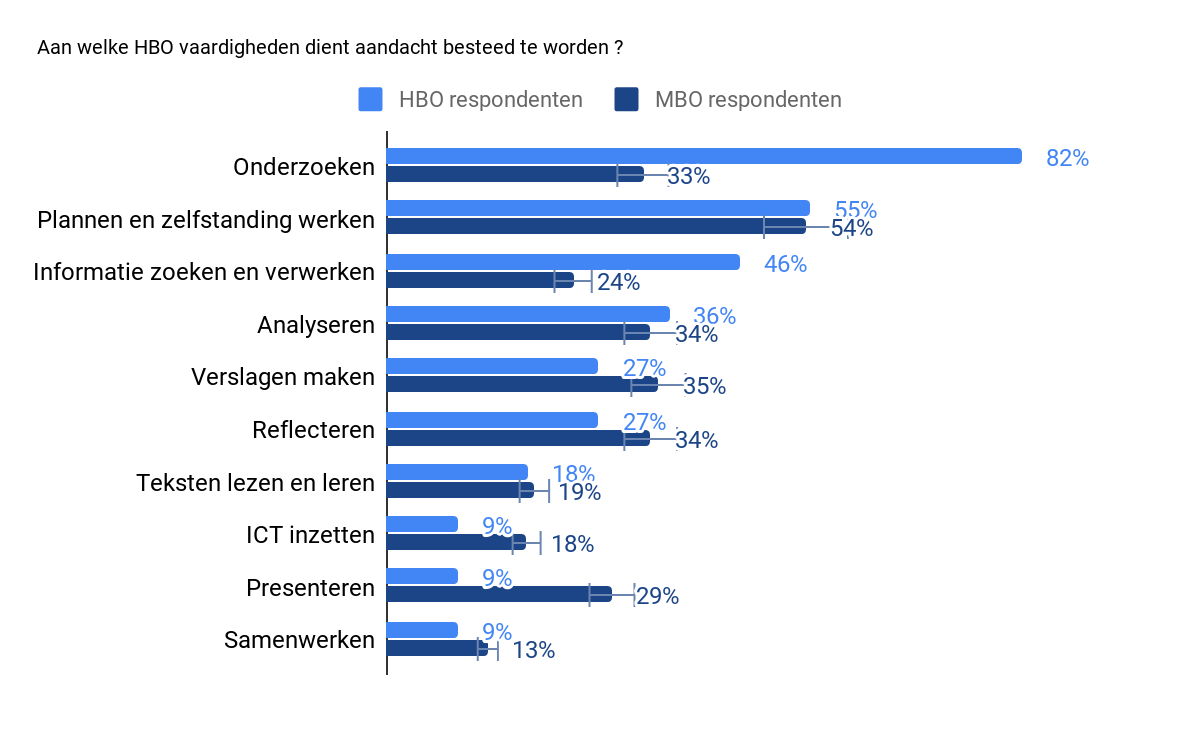 Aan welke HBO vaardigheden dient aandacht besteed te worden ?
HBO respondenten MBO respondenten
Onderzoeken 82%
33%
Plannen en zelfstanding werken 55%
54%
Informatie zoeken en verwerken 46%
24%
Analyseren 36%
34%
Verslagen maken 27%
35%
Reflecteren 27%
34%
Teksten lezen en leren 18%
19%
ICT inzetten 9%
18%
Presenteren 9%
29%
Samenwerken 9%
13%